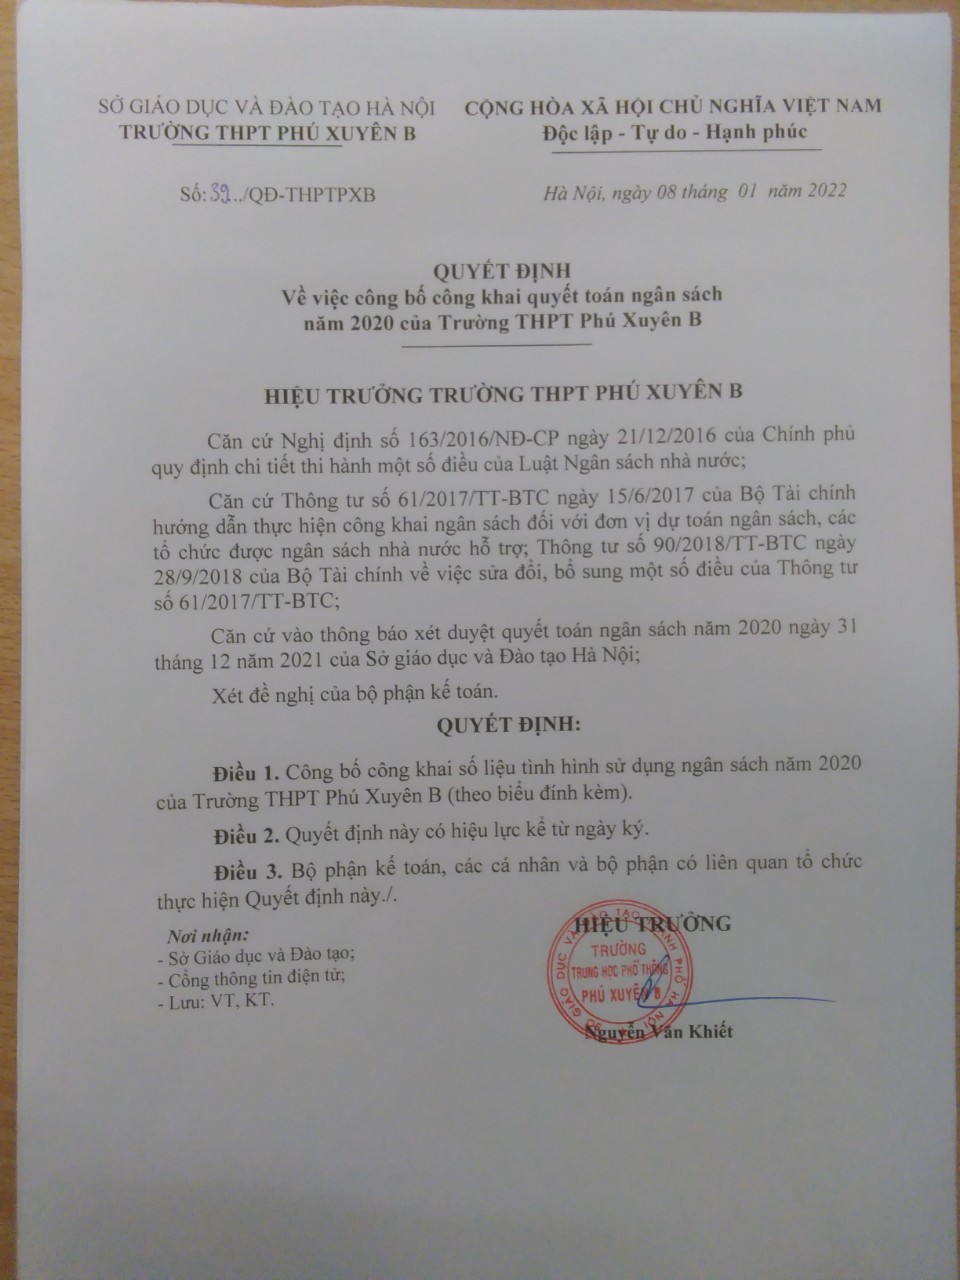 SỞ GIÁO DỤC VÀ ĐÀO TẠO HÀ NỘI
TRƯỜNG THPT PHÚ XUYÊN B
CỘNG HÒA XÃ HỘI CHỦ NGHĨA VIỆT NAM
Độc lập - Tự do - Hạnh phúc
Số: 39../QĐ-THPTPXB
Hà Nội, ngày 08 tháng 01 năm 2022
QUYẾT ĐỊNH
Về việc công bố công khai quyết toán ngân sách
năm 2020 của Trường THPT Phú Xuyên B
HIỆU TRƯỞNG TRƯỜNG THPT PHÚ XUYÊN B
Căn cứ Nghị định số 163/2016/NĐ-CP ngày 21/12/2016 của Chính phủ
quy định chi tiết thi hành một số điều của Luật Ngân sách nhà nước;
Căn cứ Thông tư số 61/2017/TT-BTC ngày 15/6/2017 của Bộ Tài chính
hướng dẫn thực hiện công khai ngân sách đối với đơn vị dự toán ngân sách, các
tổ chức được ngân sách nhà nước hỗ trợ; Thông tư số 90/2018/TT-BTC ngày
28/9/2018 của Bộ Tài chính về việc sửa đổi, bổ sung một số điều của Thông tư
số 61/2017/TT-BTC;
Căn cứ vào thông báo xét duyệt quyết toán ngân sách năm 2020 ngày 31
tháng 12 năm 2021 của Sở giáo dục và Đào tạo Hà Nội;
Xét đề nghị của bộ phận kế toán.
QUYẾT ĐỊNH:
Điều 1. Công bố công khai số liệu tình hình sử dụng ngân sách năm 2020
của Trường THPT Phú Xuyên B (theo biểu đính kèm).
Điều 2. Quyết định này có hiệu lực kể từ ngày ký.
Điều 3. Bộ phận kế toán, các cá nhân và bộ phận có liên quan tổ chức
thực hiện Quyết định này./.
Nơi nhận:
- Sở Giáo dục và Đào tạo;
- Cổng thông tin điện tử;
- Lưu: VT, KT.
HIỆU TRƯỞNG
SỞ GIÁO DỤC VÀ ĐÀO TẠO THÀNH PHỐ HÀ NỘI
TRƯỜNG
TRUNG HỌC PHỔ THÔNG
PHÚ XUYÊN B
Nguyễn Văn Khiết